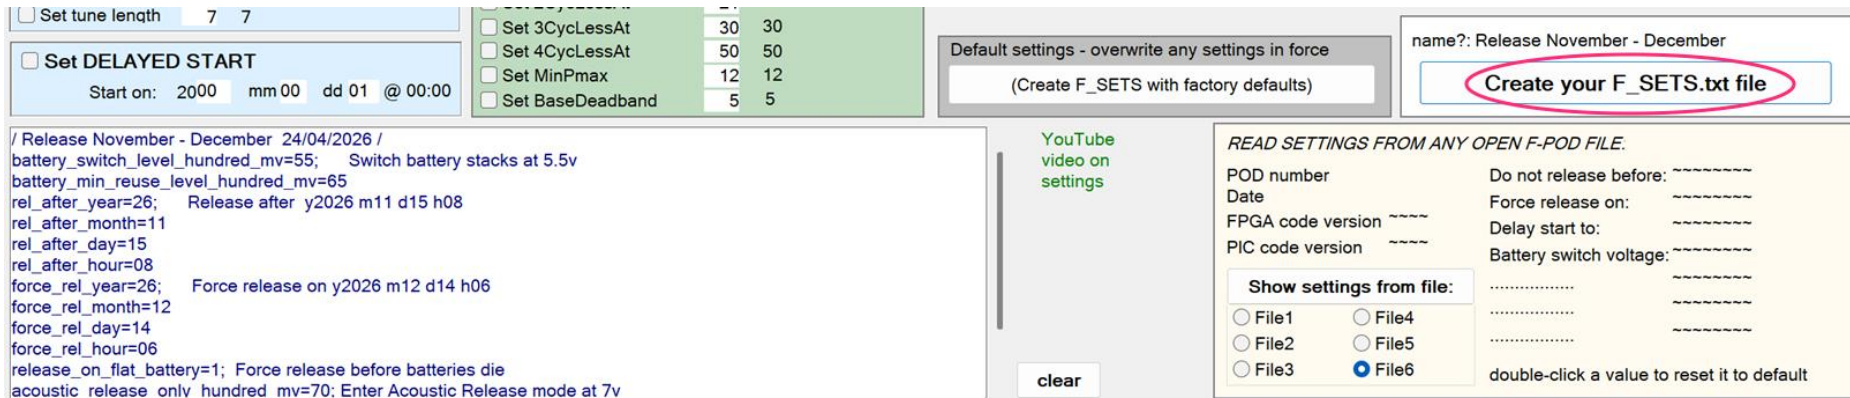 Set tune length 7 7
Set 3CycLessAt 30 30
Set 4CycLessAt 50 50
Set MinPmax 12 12
Set BaseDeadband 5 5
Set DELAYED START
Start on: 2000 mm 00 dd 01 @ 00:00
Default settings - overwrite any settings in force
(Create F_SETS with factory defaults)
name?: Release November - December
Create your F_SETS.txt file
/ Release November - December 24/04/2026 /
battery_switch_level_hundred_mv=55; Switch battery stacks at 5.5v
battery_min_reuse_level_hundred_mv=65
rel_after_year=26; Release after y2026 m11 d15 h08
rel_after_month=11
rel_after_day=15
rel_after_hour=08
force_rel_year=26; Force release on y2026 m12 d14 h06
force_rel_month=12
force_rel_day=14
force_rel_hour=06
release_on_flat_battery=1; Force release before batteries die
acoustic_release_only_hundred_mv=70; Enter Acoustic Release mode at 7v
YouTube
video on
settings
clear
READ SETTINGS FROM ANY OPEN F-POD FILE:
POD number
Date
FPGA code version ~~~~
PIC code version ~~~~
Show settings from file:
File1 File4
File2 File5
File3 File6
Do not release before: ~~~~~~~~
Force release on: ~~~~~~~~
Delay start to: ~~~~~~~~
Battery switch voltage: ~~~~~~~~
................ ~~~~~~~~
................ ~~~~~~~~
................ ~~~~~~~~
double-click a value to reset it to default